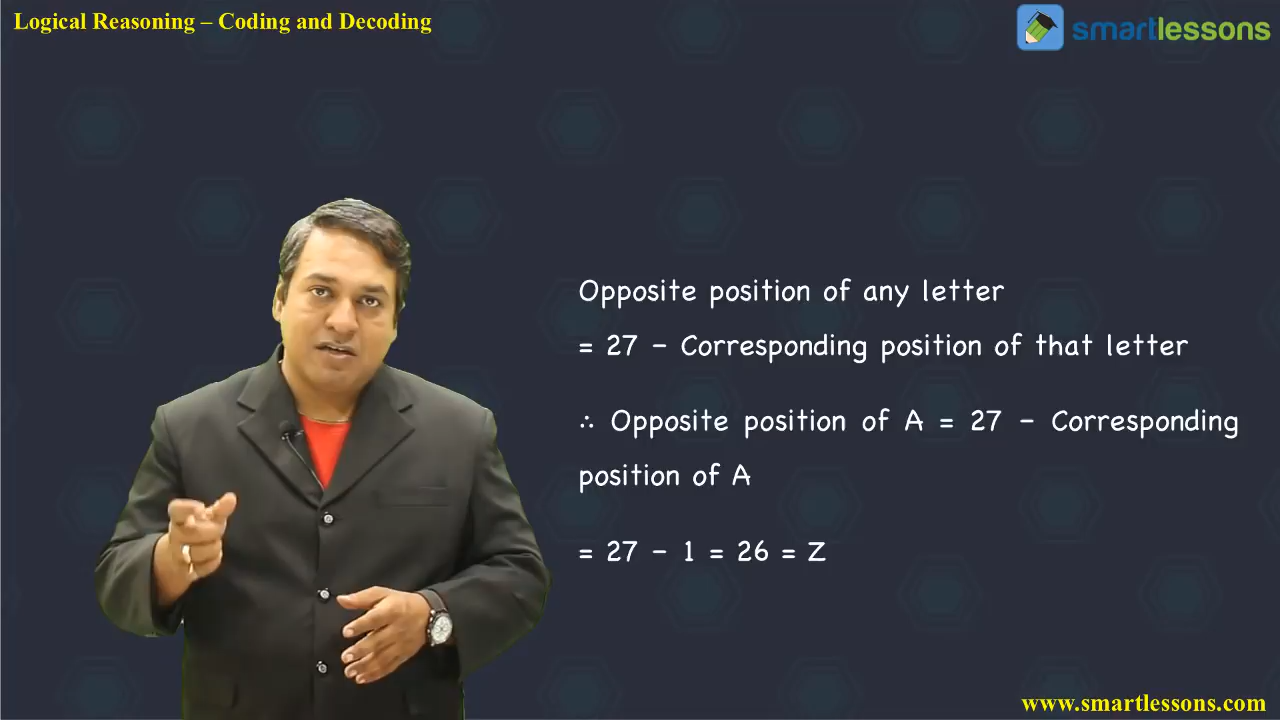 Logical Reasoning – Coding and Decoding
smartlessons
Opposite position of any letter
= 27 – Corresponding position of that letter
∴ Opposite position of A = 27 – Corresponding
position of A
= 27 – 1 = 26 = Z
www.smartlessons.com